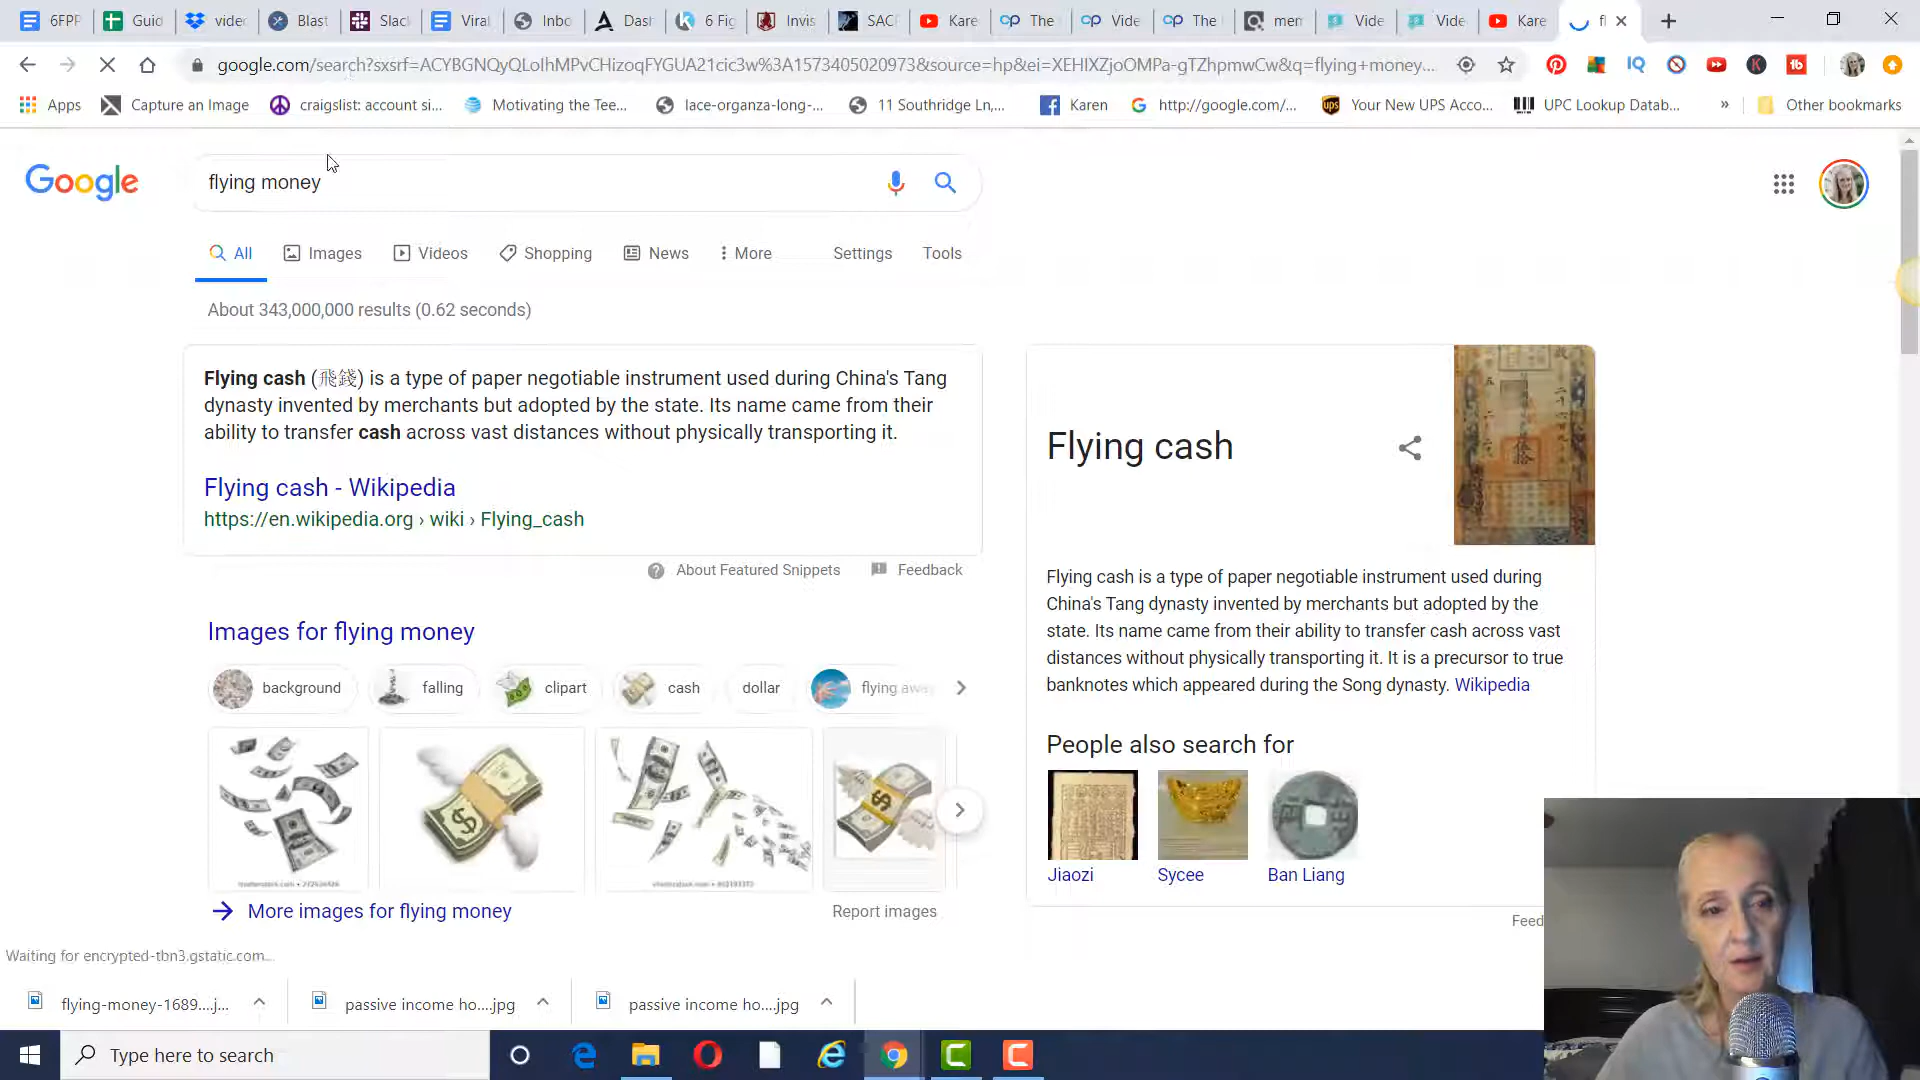 6FPP Guid video Blast Slac Viral Inbo Dash 6 Fig Invis SAC Kare The Vide The mem Vide Vide Kare fl
google.com/search?sxsrf=ACYBGNQyQLolhMPvCHizoqFYGUA21cic3w%3A1573405020973&source=hp&ei=XEHIXZjoOMPa-gTZhpmwCw&q=flying+money...
Apps Capture an Image craigslist: account si... Motivating the Tee... lace-organza-long-... 11 Southridge Ln,... Karen http://google.com/... Your New UPS Acco... UPC Lookup Datab... » Other bookmarks
Google
flying money
All Images Videos Shopping News More Settings Tools
About 343,000,000 results (0.62 seconds)
Flying cash (飛錢) is a type of paper negotiable instrument used during China's Tang
dynasty invented by merchants but adopted by the state. Its name came from their
ability to transfer cash across vast distances without physically transporting it.
Flying cash - Wikipedia
https://en.wikipedia.org › wiki › Flying_cash
About Featured Snippets Feedback
Images for flying money
background falling clipart cash dollar flying away
More images for flying money Report images
Flying cash
Flying cash is a type of paper negotiable instrument used during
China's Tang dynasty invented by merchants but adopted by the
state. Its name came from their ability to transfer cash across vast
distances without physically transporting it. It is a precursor to true
banknotes which appeared during the Song dynasty. Wikipedia
People also search for
Jiaozi Sycee Ban Liang
Feed
Waiting for encrypted-tbn3.gstatic.com...
flying-money-1689....j... passive income ho....jpg passive income ho....jpg
Type here to search